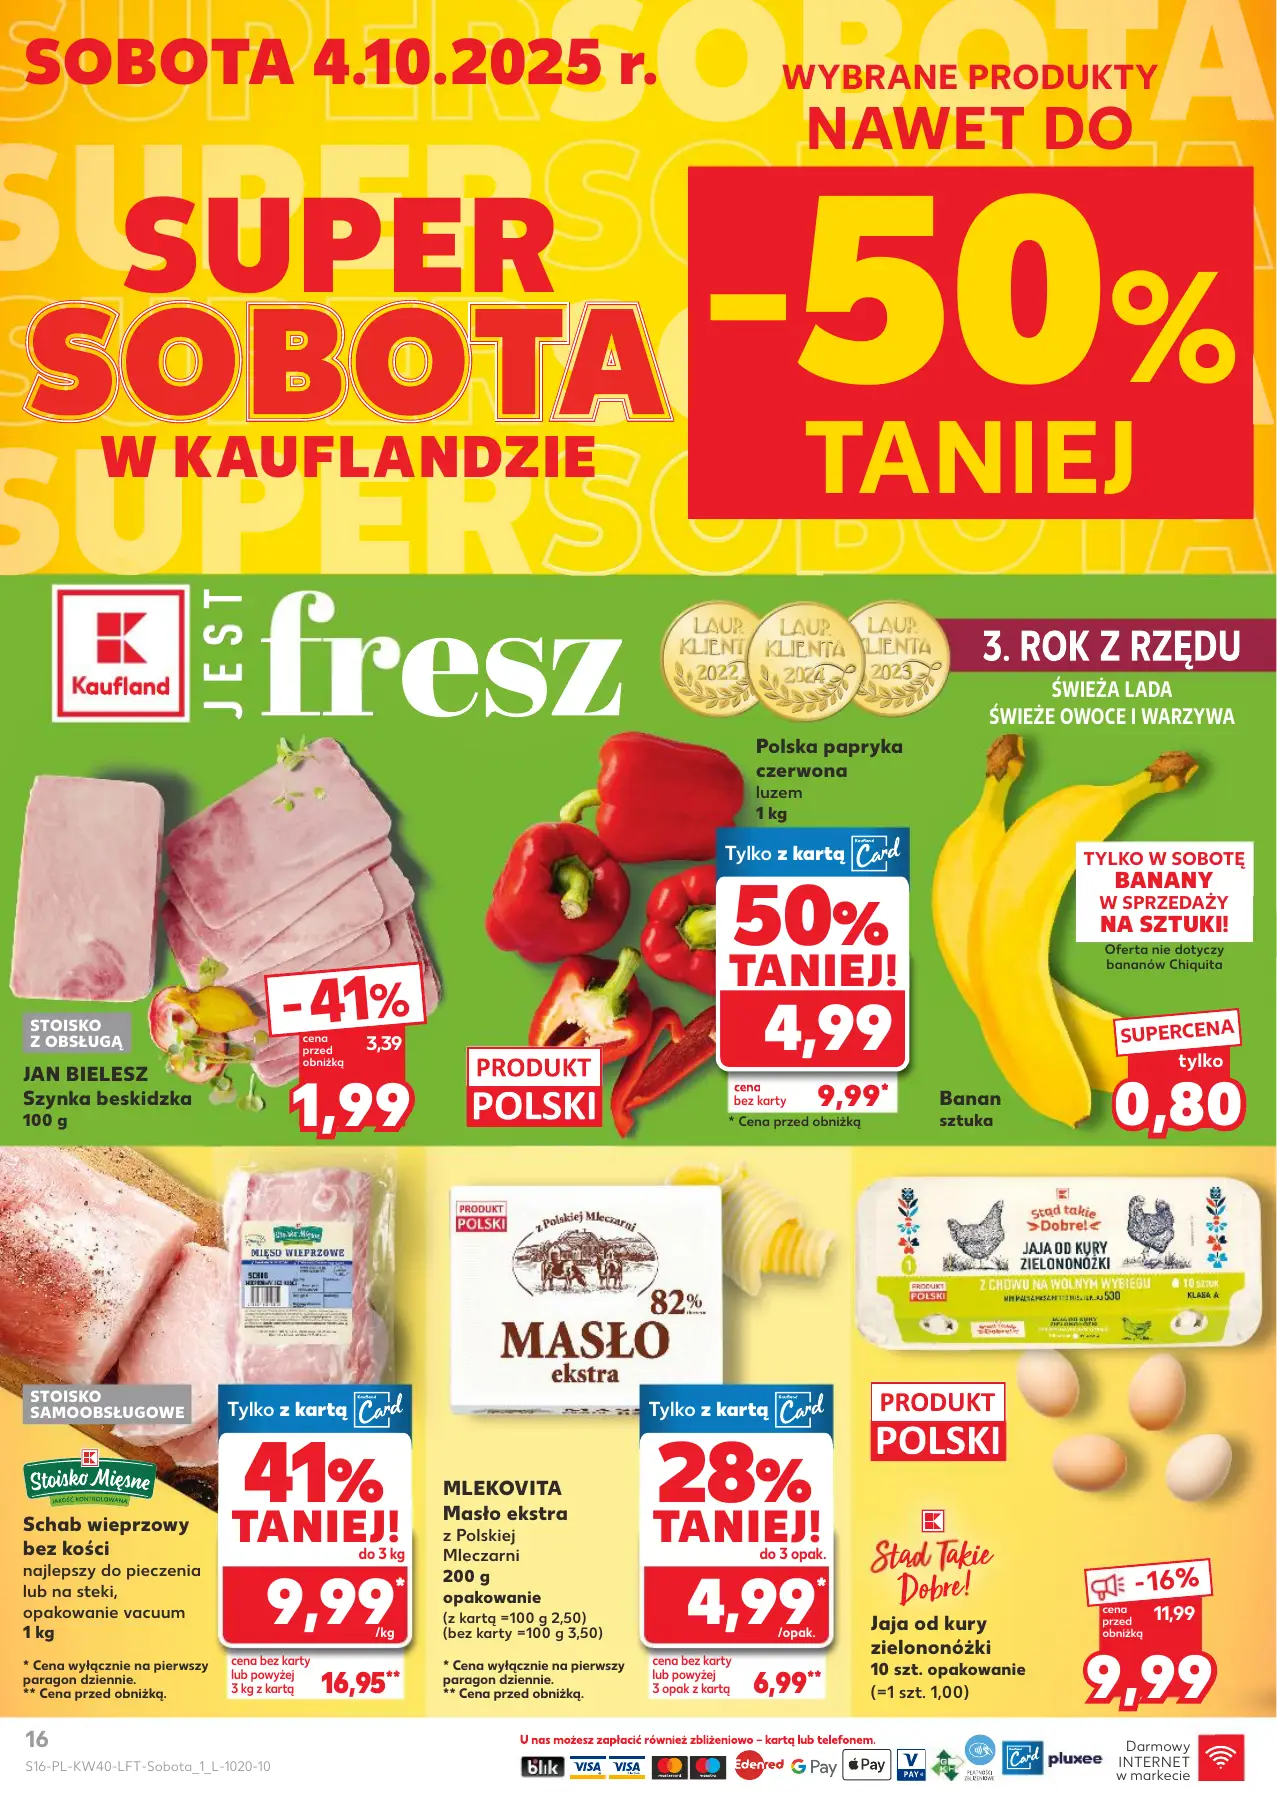 SOBOTA 4.10.2025 r.
WYBRANE PRODUKTY
NAWET DO
-50%
TANIEJ
SUPER
SOBOTA
W KAUFLANDZIE
Kaufland
JEST
fresz
LAUR KLIENTA 2022
LAUR KLIENTA 2024
LAUR KLIENTA 2023
3. ROK Z RZĘDU
ŚWIEŻA LADA
ŚWIEŻE OWOCE I WARZYWA
STOISKO
Z OBSŁUGĄ
JAN BIELESZ
Szynka beskidzka
100 g
-41%
cena
przed
obniżką
3,39
1,99
PRODUKT
POLSKI
Polska papryka
czerwona
luzem
1 kg
Tylko z kartą
Kaufland
Card
50%
TANIEJ!
4,99
cena
bez karty
9,99*
* Cena przed obniżką
TYLKO W SOBOTĘ
BANANY
W SPRZEDAŻY
NA SZTUKI!
Oferta nie dotyczy
bananów Chiquita
SUPERCENA
tylko
0,80
Banan
sztuka
Stoisko Mięsne
MIĘSO WIEPRZOWE
SCHAB
STOISKO
SAMOOBSŁUGOWE
Stoisko Mięsne
JAKOŚĆ KONTROLOWANA
Schab wieprzowy
bez kości
najlepszy do pieczenia
lub na steki,
opakowanie vacuum
1 kg
* Cena wyłącznie na pierwszy
paragon dziennie.
** Cena przed obniżką.
Tylko z kartą
Kaufland
Card
41%
TANIEJ!
do 3 kg
9,99*
/kg
cena bez karty
lub powyżej
3 kg z kartą
16,95**
PRODUKT
POLSKI
z Polskiej Mleczarni
82%
MASŁO
ekstra
MLEKOVITA
Masło ekstra
z Polskiej
Mleczarni
200 g
opakowanie
(z kartą =100 g 2,50)
(bez karty =100 g 3,50)
* Cena wyłącznie na pierwszy
paragon dziennie.
** Cena przed obniżką.
Tylko z kartą
Kaufland
Card
28%
TANIEJ!
do 3 opak.
4,99*
/opak.
cena bez karty
lub powyżej
3 opak z kartą
6,99**
Stąd takie
Dobre!
JAJA OD KURY
ZIELONONÓŻKI
Z CHOWU NA WOLNYM WYBIEGU
10 SZTUK
KLASA A
530
1
PRODUKT
POLSKI
PRODUKT
POLSKI
Stąd Takie
Dobre!
Jaja od kury
zielononóżki
10 szt. opakowanie
(=1 szt. 1,00)
-16%
cena
przed
obniżką
11,99
9,99
16
S16-PL-KW40-LFT-Sobota_1_L-1020-10
U nas możesz zapłacić również zbliżeniowo – kartą lub telefonem.
blik
VISA
VISA
mastercard
maestro
Edenred
G Pay
Apple Pay
V PAY
PŁATNOŚCI
ZBLIŻENIOWE
Card
pluxee
Darmowy
INTERNET
w markecie